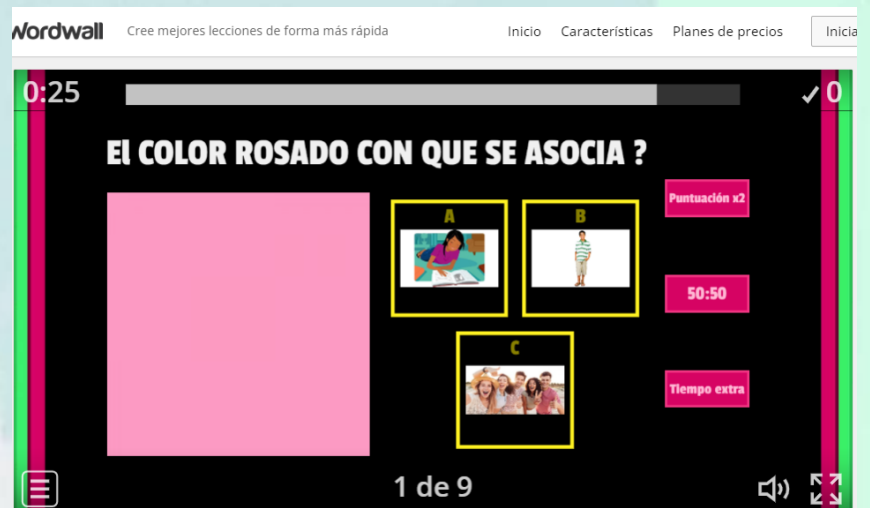 Wordwall Cree mejores lecciones de forma más rápida Inicio Características Planes de precios Inicia
0:25 0
El COLOR ROSADO CON QUE SE ASOCIA ?
Puntuación x2
A B
50:50
C
Tiempo extra
1 de 9